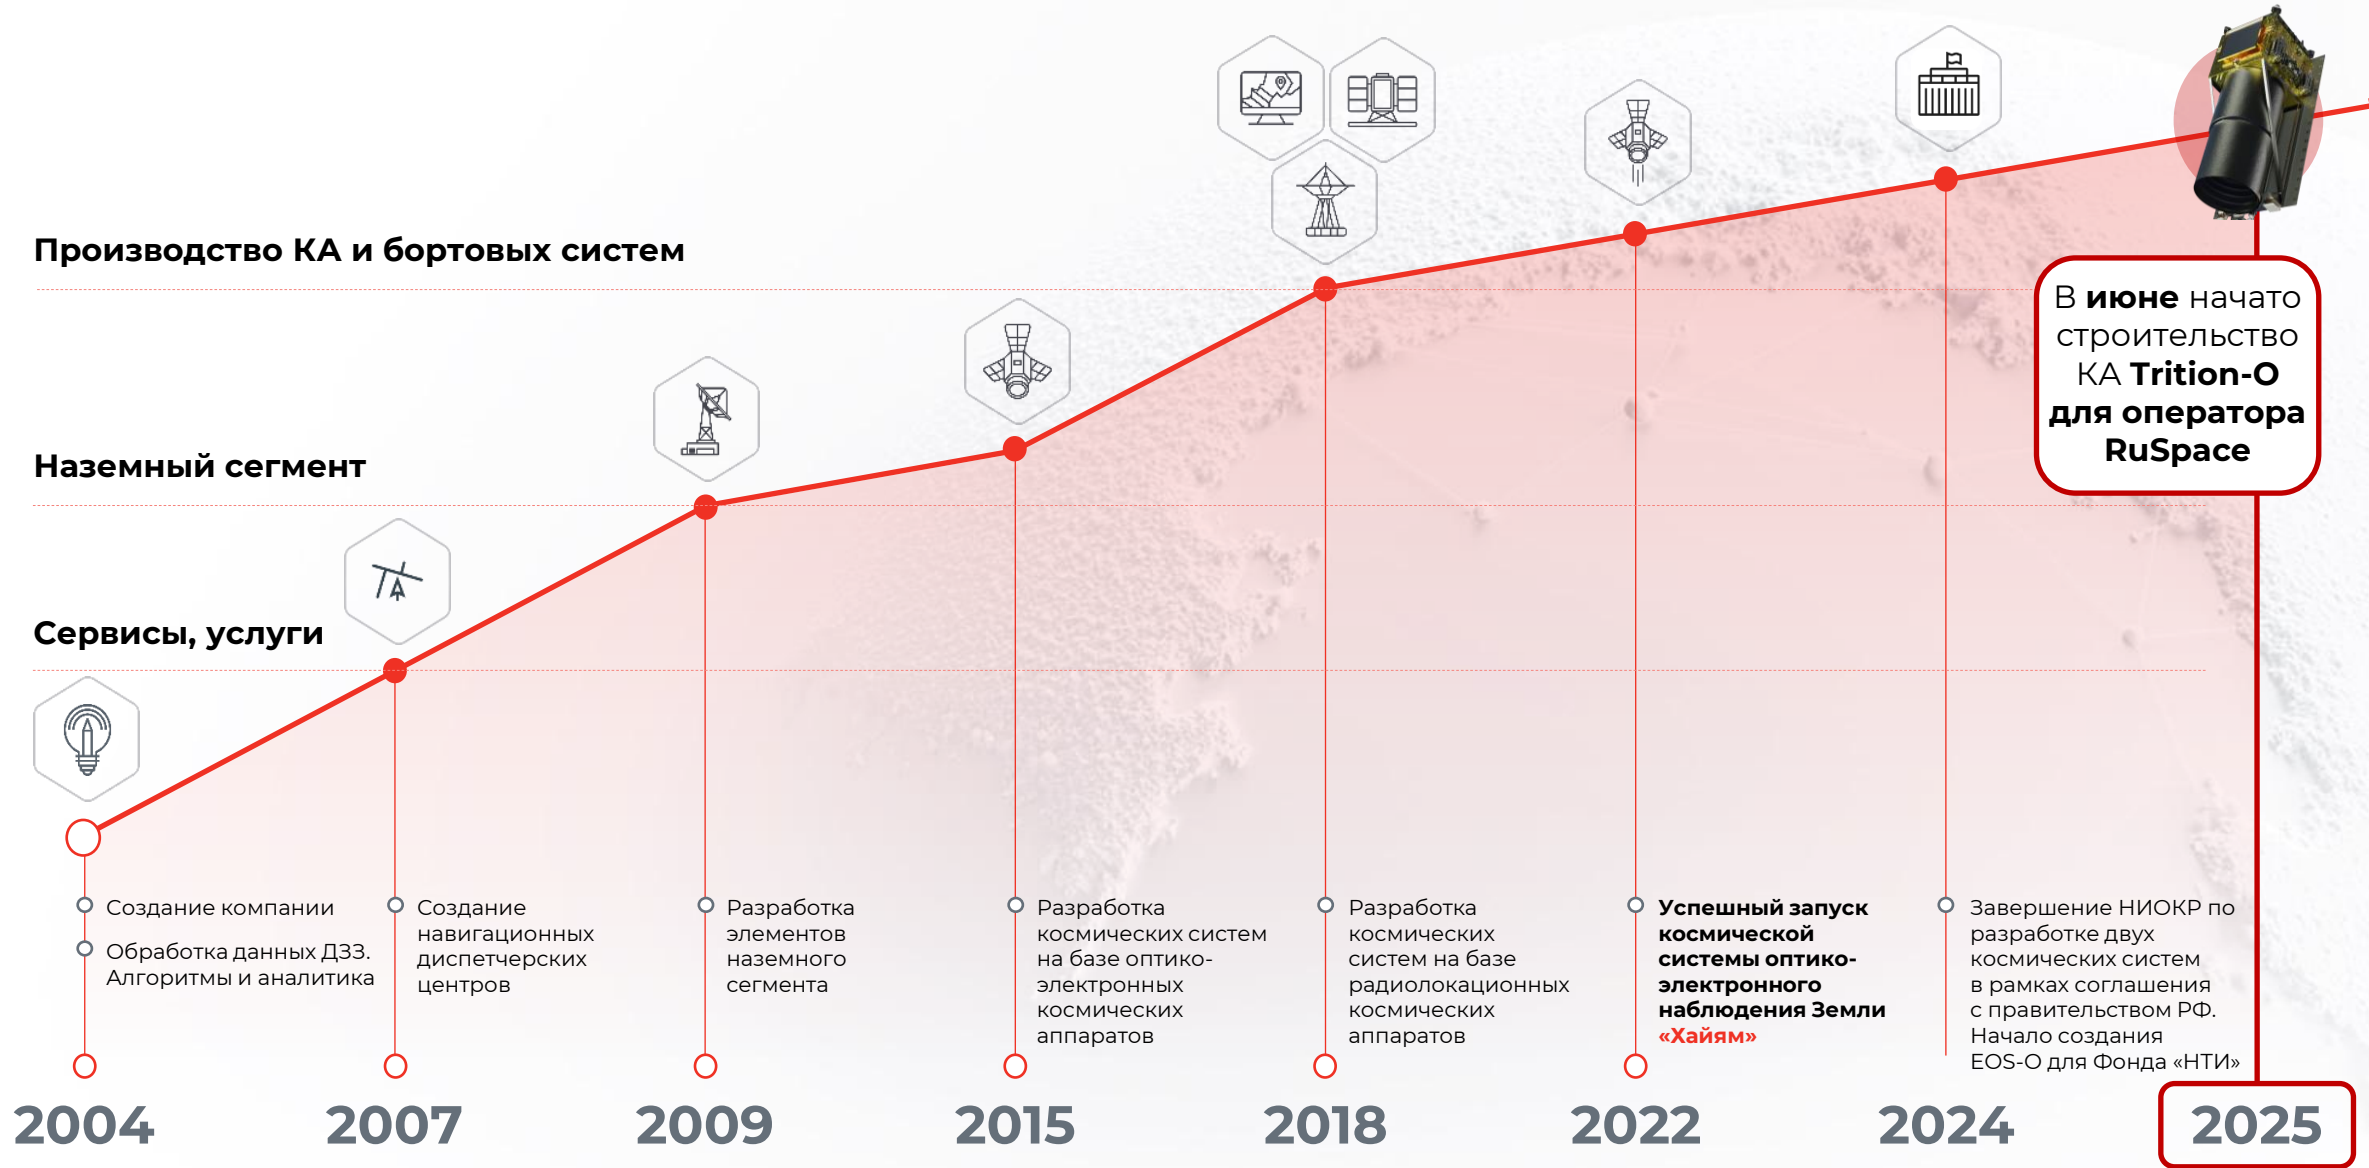 Производство КА и бортовых систем
Наземный сегмент
Сервисы, услуги
В июне начато
строительство
КА Trition-O
для оператора
RuSpace
Создание компании
Обработка данных ДЗЗ.
Алгоритмы и аналитика
Создание
навигационных
диспетчерских
центров
Разработка
элементов
наземного
сегмента
Разработка
космических систем
на базе оптико-
электронных
космических
аппаратов
Разработка
космических
систем на базе
радиолокационных
космических
аппаратов
Успешный запуск
космической
системы оптико-
электронного
наблюдения Земли
«Хайям»
Завершение НИОКР по
разработке двух
космических систем
в рамках соглашения
с правительством РФ.
Начало создания
EOS-O для Фонда «НТИ»
2004
2007
2009
2015
2018
2022
2024
2025